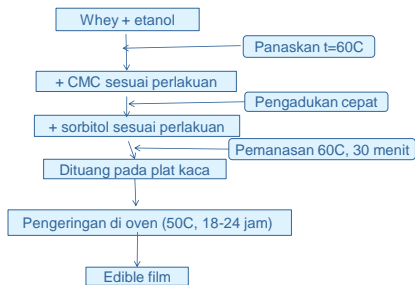 Whey + etanol
Panaskan t=60C
+ CMC sesuai perlakuan
Pengadukan cepat
+ sorbitol sesuai perlakuan
Pemanasan 60C, 30 menit
Dituang pada plat kaca
Pengeringan di oven (50C, 18-24 jam)
Edible film